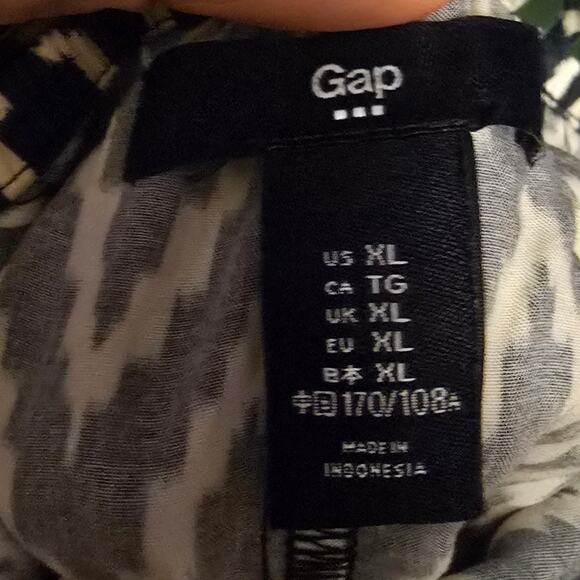 Gap
US XL
CA TG
UK XL
EU XL
日本 XL
中国 170/108A
MADE IN
INDONESIA